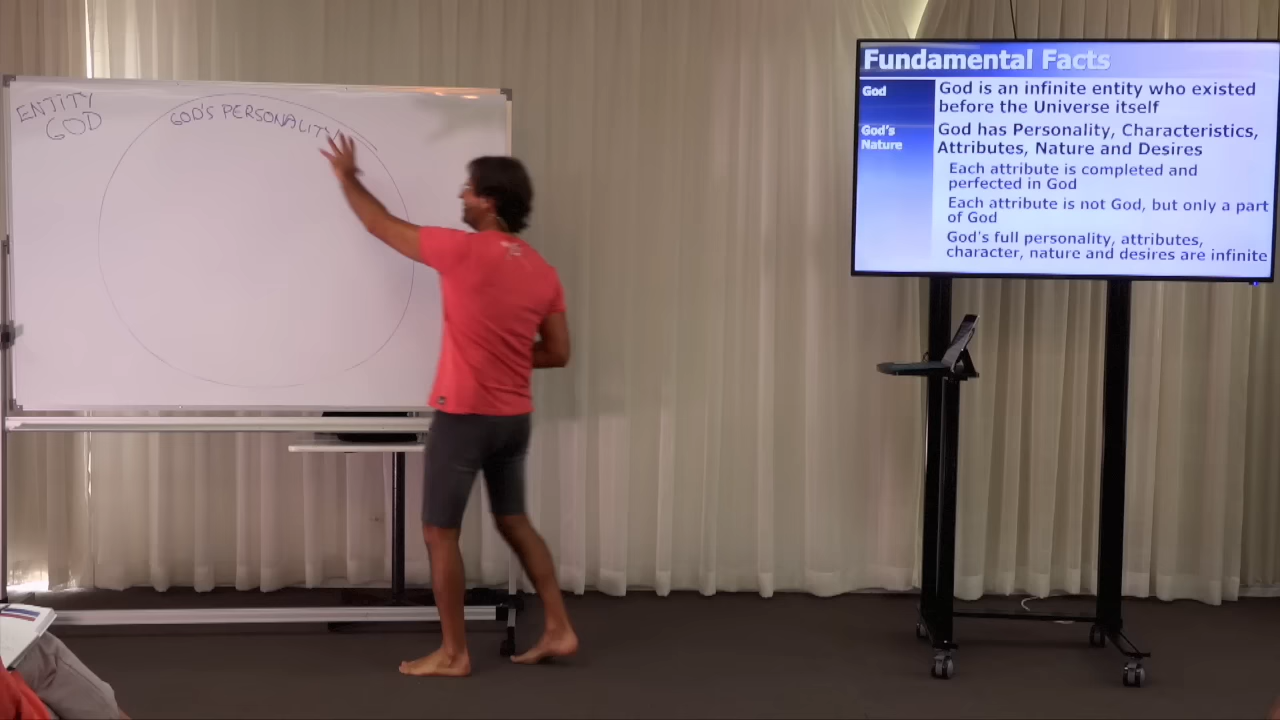 ENTITY
GOD
GOD'S PERSONALITY
Fundamental Facts
God
God is an infinite entity who existed
before the Universe itself
God's
Nature
God has Personality, Characteristics,
Attributes, Nature and Desires
Each attribute is completed and
perfected in God
Each attribute is not God, but only a part
of God
God's full personality, attributes,
character, nature and desires are infinite